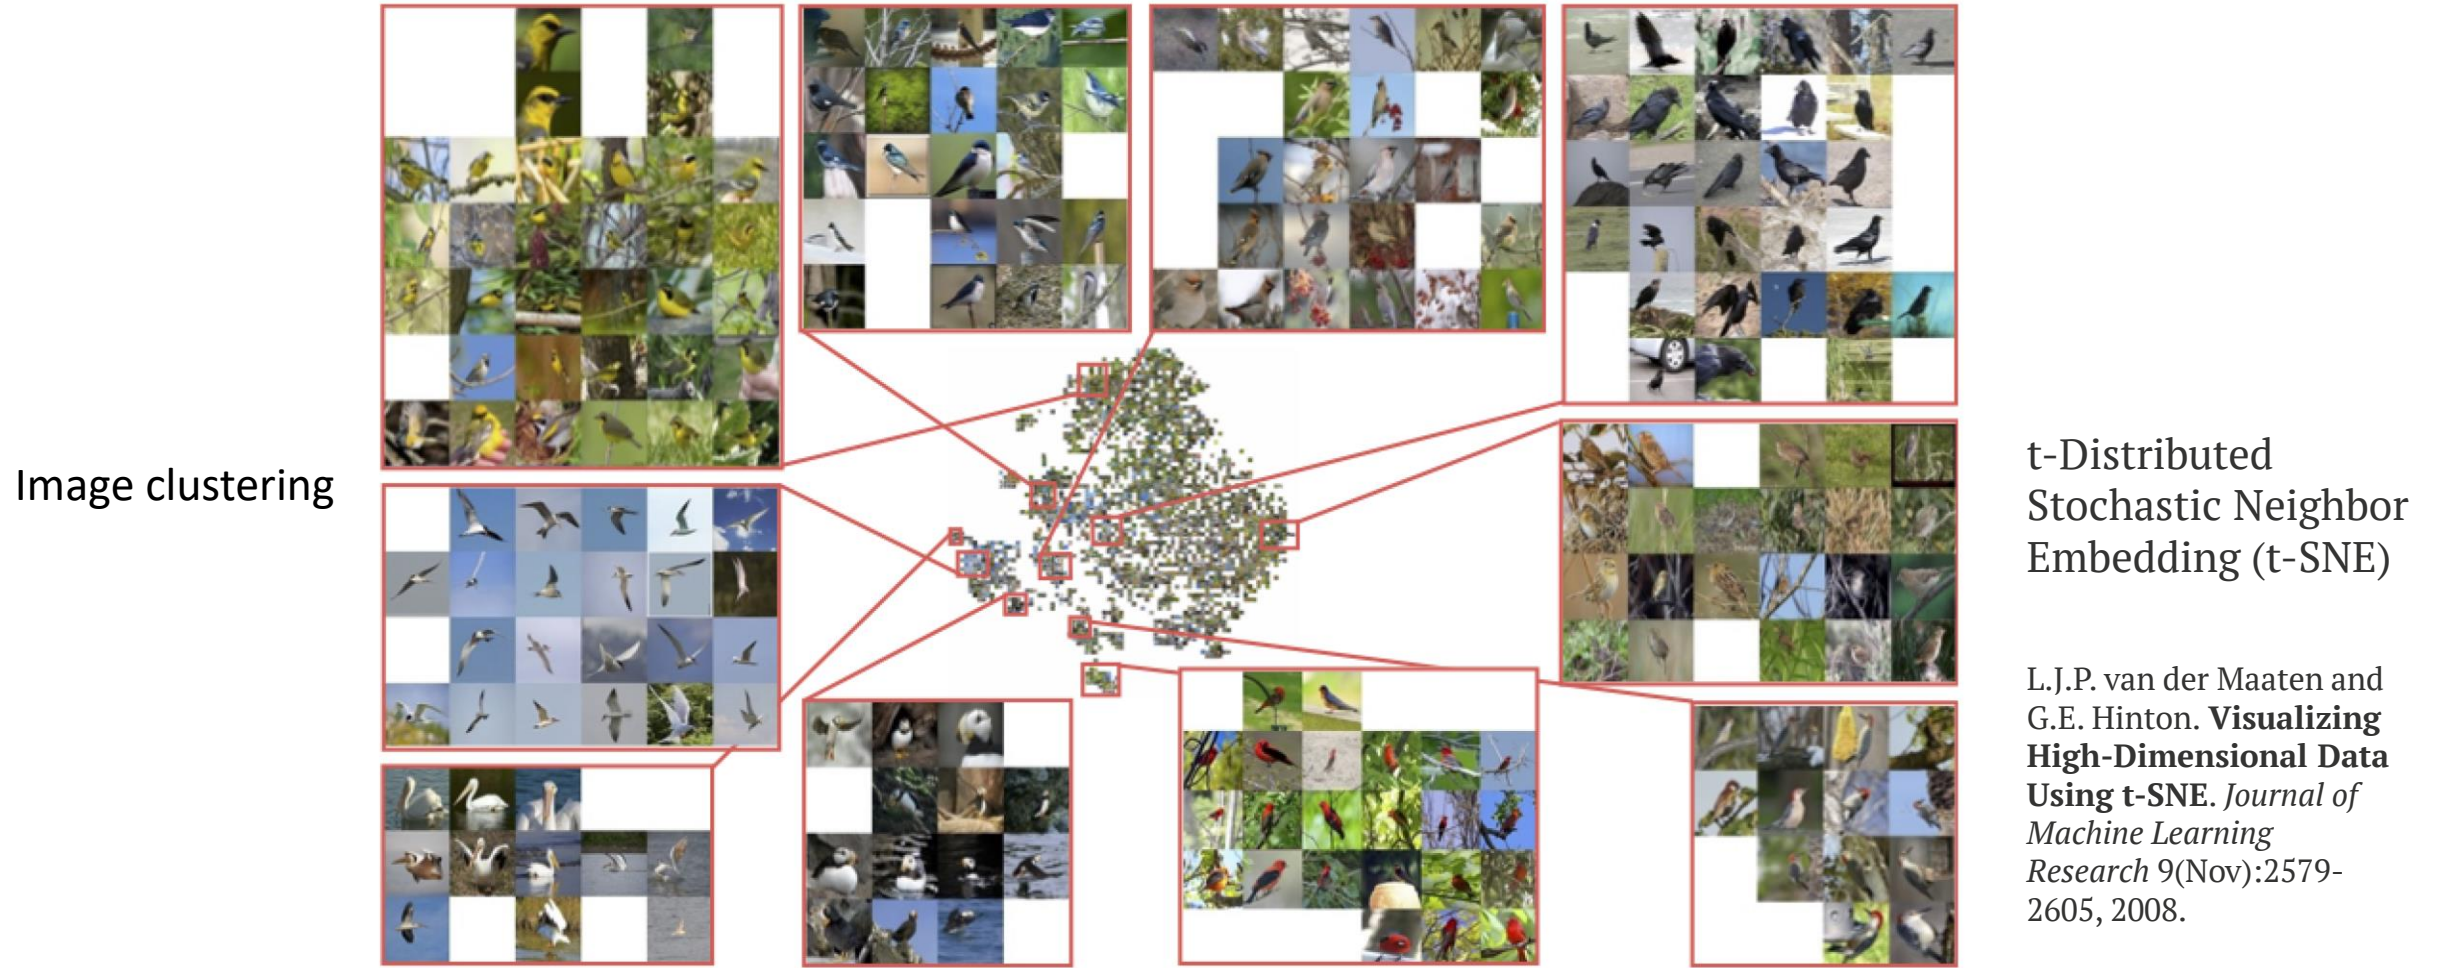 Image clustering
t-Distributed
Stochastic Neighbor
Embedding (t-SNE)
L.J.P. van der Maaten and
G.E. Hinton. Visualizing
High-Dimensional Data
Using t-SNE. Journal of
Machine Learning
Research 9(Nov):2579-
2605, 2008.